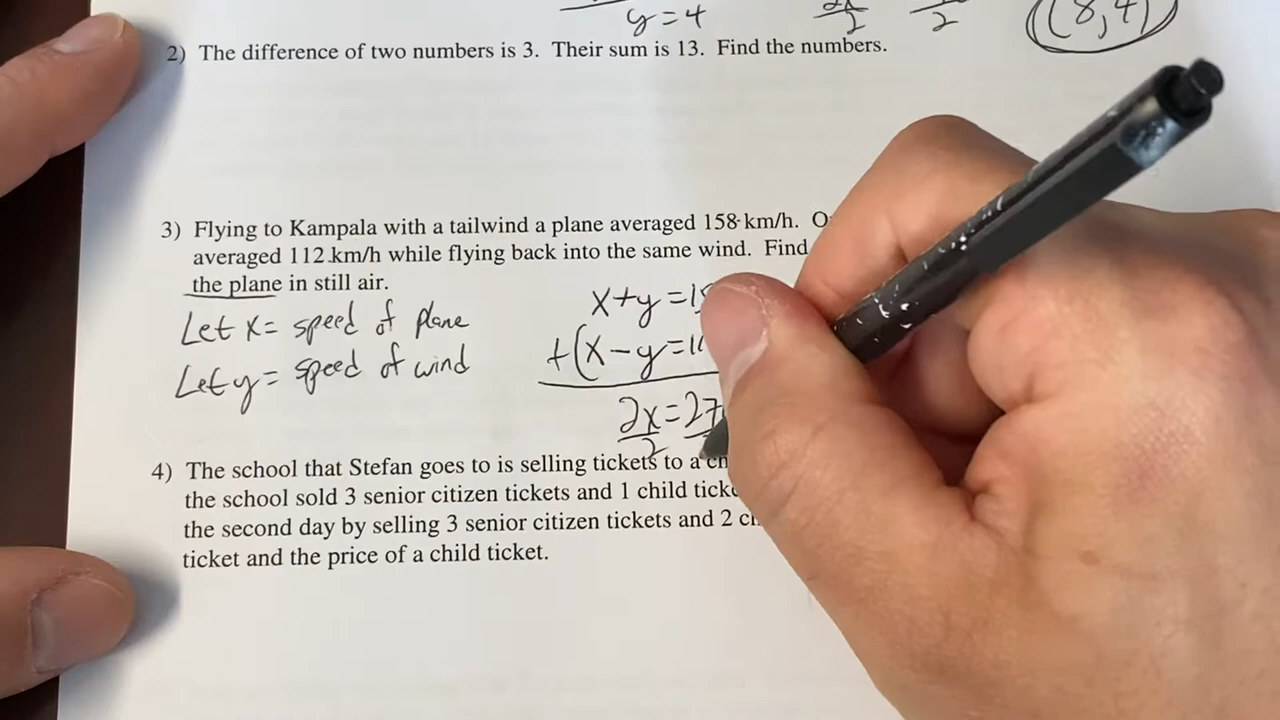 y = 4
2
(8,4)
2) The difference of two numbers is 3. Their sum is 13. Find the numbers.
3) Flying to Kampala with a tailwind a plane averaged 158 km/h.
averaged 112 km/h while flying back into the same wind. Find
the plane in still air.
Let x = speed of plane
Let y = speed of wind
x+y=15
+(x-y=1
2x=27
2
4) The school that Stefan goes to is selling tickets to a
the school sold 3 senior citizen tickets and 1 child
the second day by selling 3 senior citizen tickets and 2
ticket and the price of a child ticket.